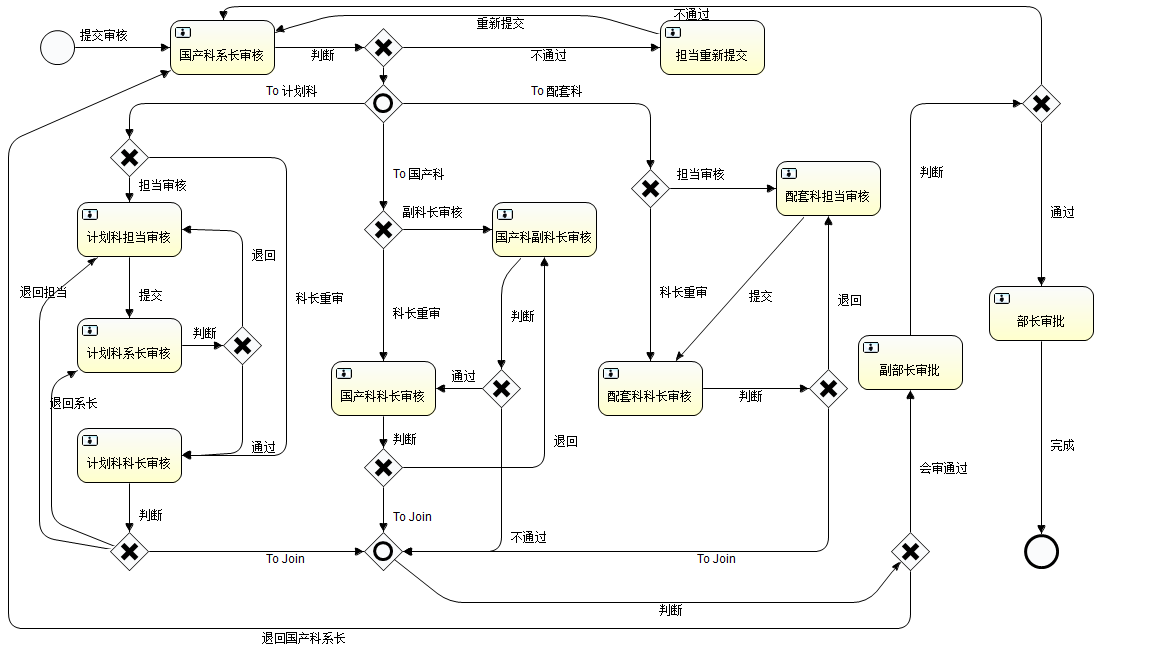 不通过
提交审核
重新提交
国产科系长审核
判断
不通过
担当重新提交
To 计划科
To 配套科
担当审核
To 国产科
担当审核
配套科担当审核
判断
副科长审核
通过
计划科担当审核
国产科副科长审核
退回
退回担当
提交
科长重审
科长重审
提交
退回
科长重审
判断
部长审批
判断
计划科系长审核
副部长审批
通过
国产科科长审核
配套科科长审核
判断
退回系长
判断
退回
通过
完成
计划科科长审核
会审通过
判断
To Join
不通过
To Join
To Join
判断
退回国产科系长